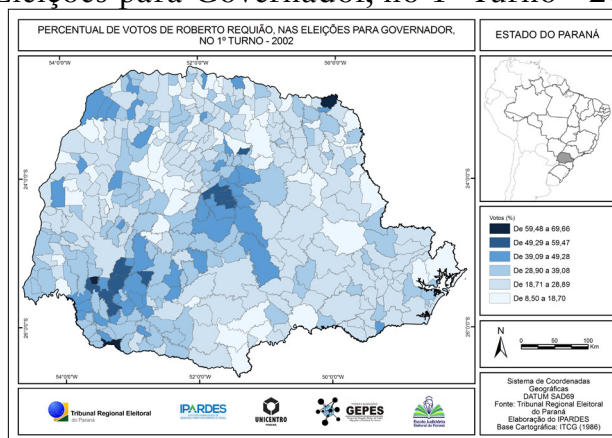 Eleições para Governador, no 1º Turno - 2
PERCENTUAL DE VOTOS DE ROBERTO REQUIÃO, NAS ELEIÇÕES PARA GOVERNADOR,
NO 1º TURNO - 2002
ESTADO DO PARANÁ
54°0'0"O
52°0'0"O
50°0'0"O
24°0'0"S
24°0'0"S
26°0'0"S
26°0'0"S
54°0'0"O
52°0'0"O
50°0'0"O
Votos (%)
De 59,48 a 69,66
De 49,29 a 59,47
De 39,09 a 49,28
De 28,90 a 39,08
De 18,71 a 28,89
De 8,50 a 18,70
N
0 50 100
Km
Sistema de Coordenadas
Geográficas
DATUM SAD69
Fonte: Tribunal Regional Eleitoral
do Paraná
Elaboração do IPARDES
Base Cartográfica: ITCG (1986)
Tribunal Regional Eleitoral
do Paraná
IPARDES
UNICENTRO
PARANÁ
GEPES
Escola Judiciária
Eleitoral do Paraná